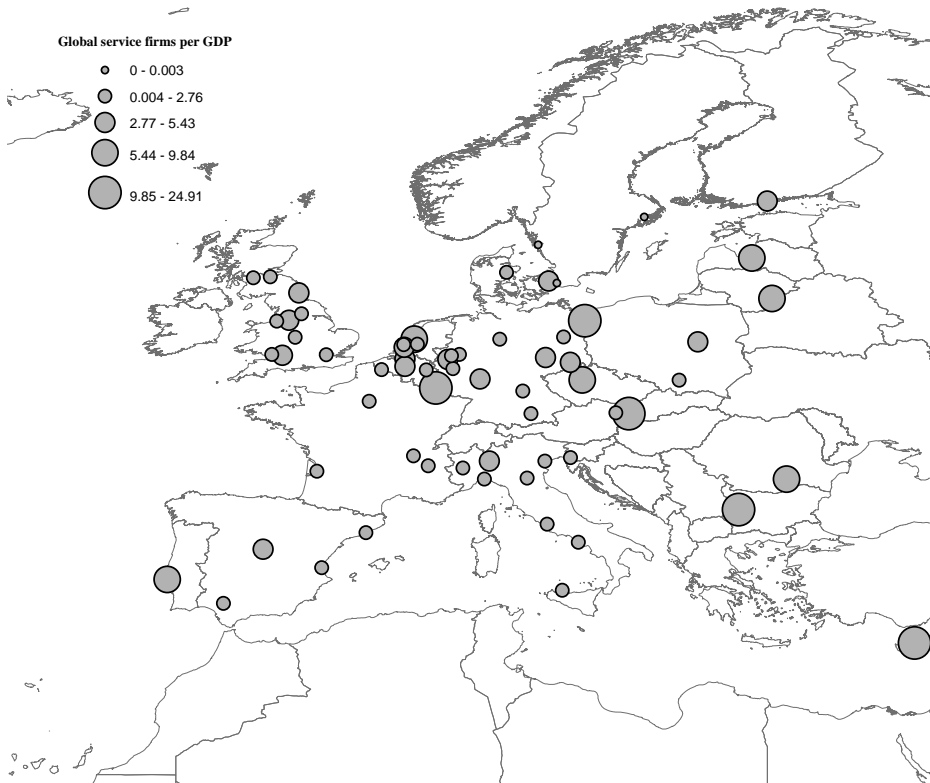 Global service firms per GDP
0 - 0.003
0.004 - 2.76
2.77 - 5.43
5.44 - 9.84
9.85 - 24.91